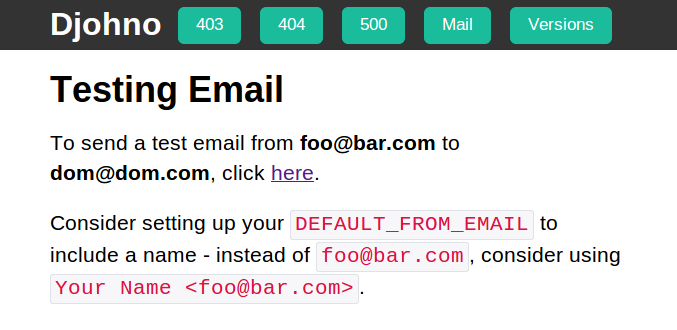 Djohno 403 404 500 Mail Versions
Testing Email
To send a test email from foo@bar.com to
dom@dom.com, click here.
Consider setting up your DEFAULT_FROM_EMAIL to
include a name - instead of foo@bar.com, consider using
Your Name <foo@bar.com>.